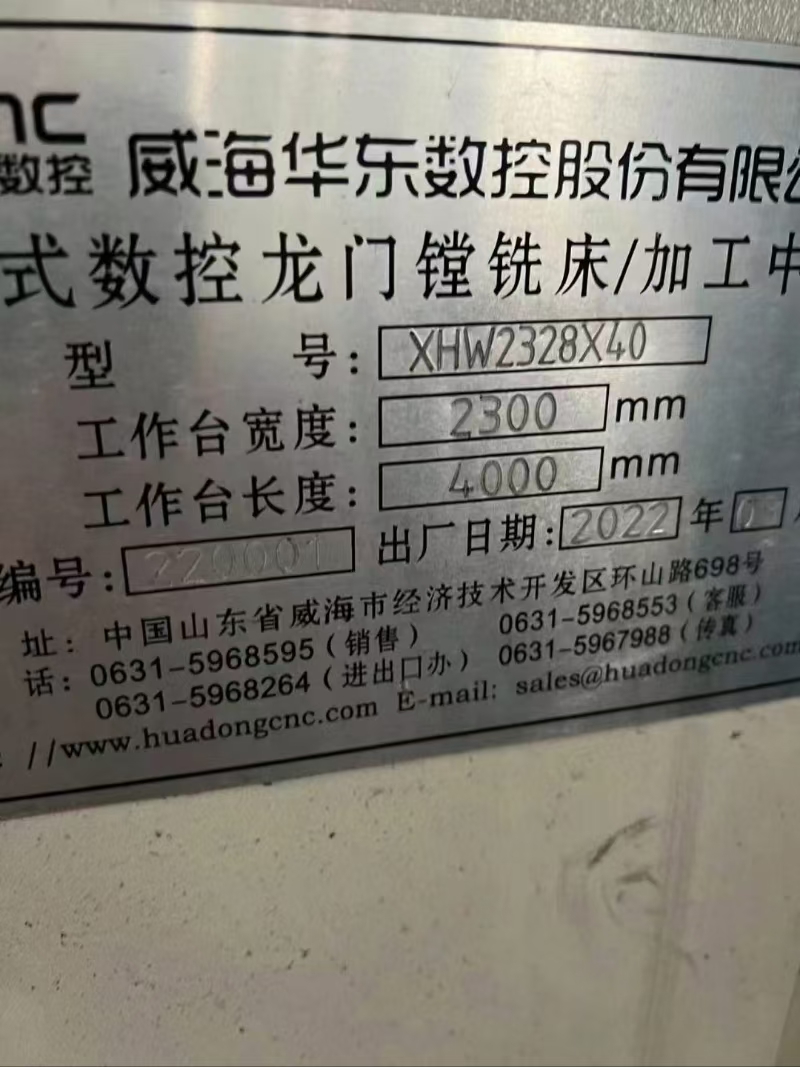 nc
数控 威海华东数控股份有限公
式数控龙门镗铣床/加工中
型 号: XHW2328X40
工作台宽度: 2300 mm
工作台长度: 4000 mm
编号: 220001 出厂日期: 2022 年
址: 中国山东省威海市经济技术开发区环山路698号
话: 0631-5968595 (销售) 0631-5968553 (客服)
0631-5968264 (进出口办) 0631-5967988 (传真)
://www.huadongcnc.com E-mail: sales@huadongcnc.com